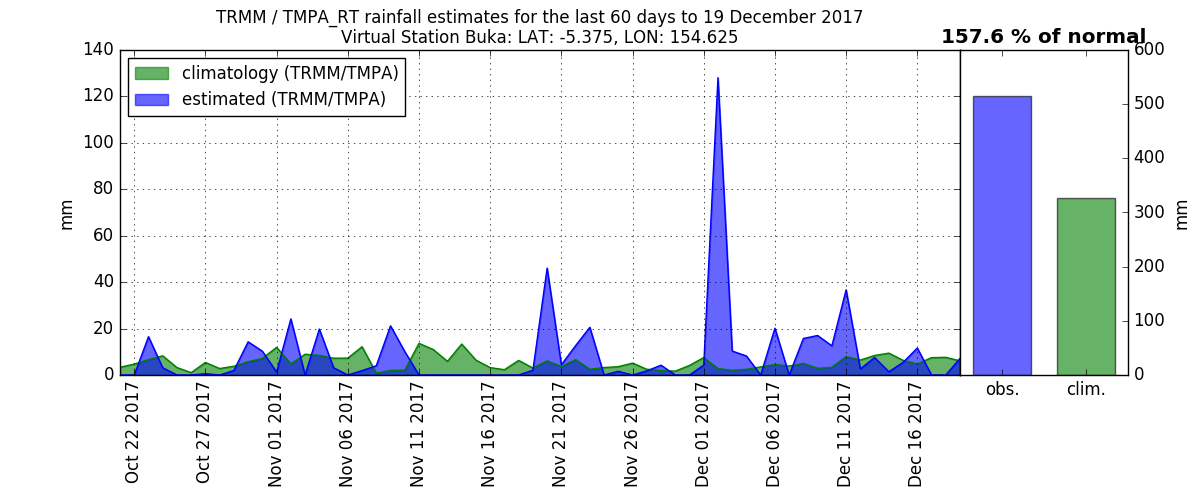 TRMM / TMPA_RT rainfall estimates for the last 60 days to 19 December 2017
Virtual Station Buka: LAT: -5.375, LON: 154.625
157.6 % of normal
climatology (TRMM/TMPA)
estimated (TRMM/TMPA)
140
120
100
80
60
40
20
0
mm
Oct 22 2017
Oct 27 2017
Nov 01 2017
Nov 06 2017
Nov 11 2017
Nov 16 2017
Nov 21 2017
Nov 26 2017
Dec 01 2017
Dec 06 2017
Dec 11 2017
Dec 16 2017
obs.
clim.
600
500
400
300
200
100
0
mm